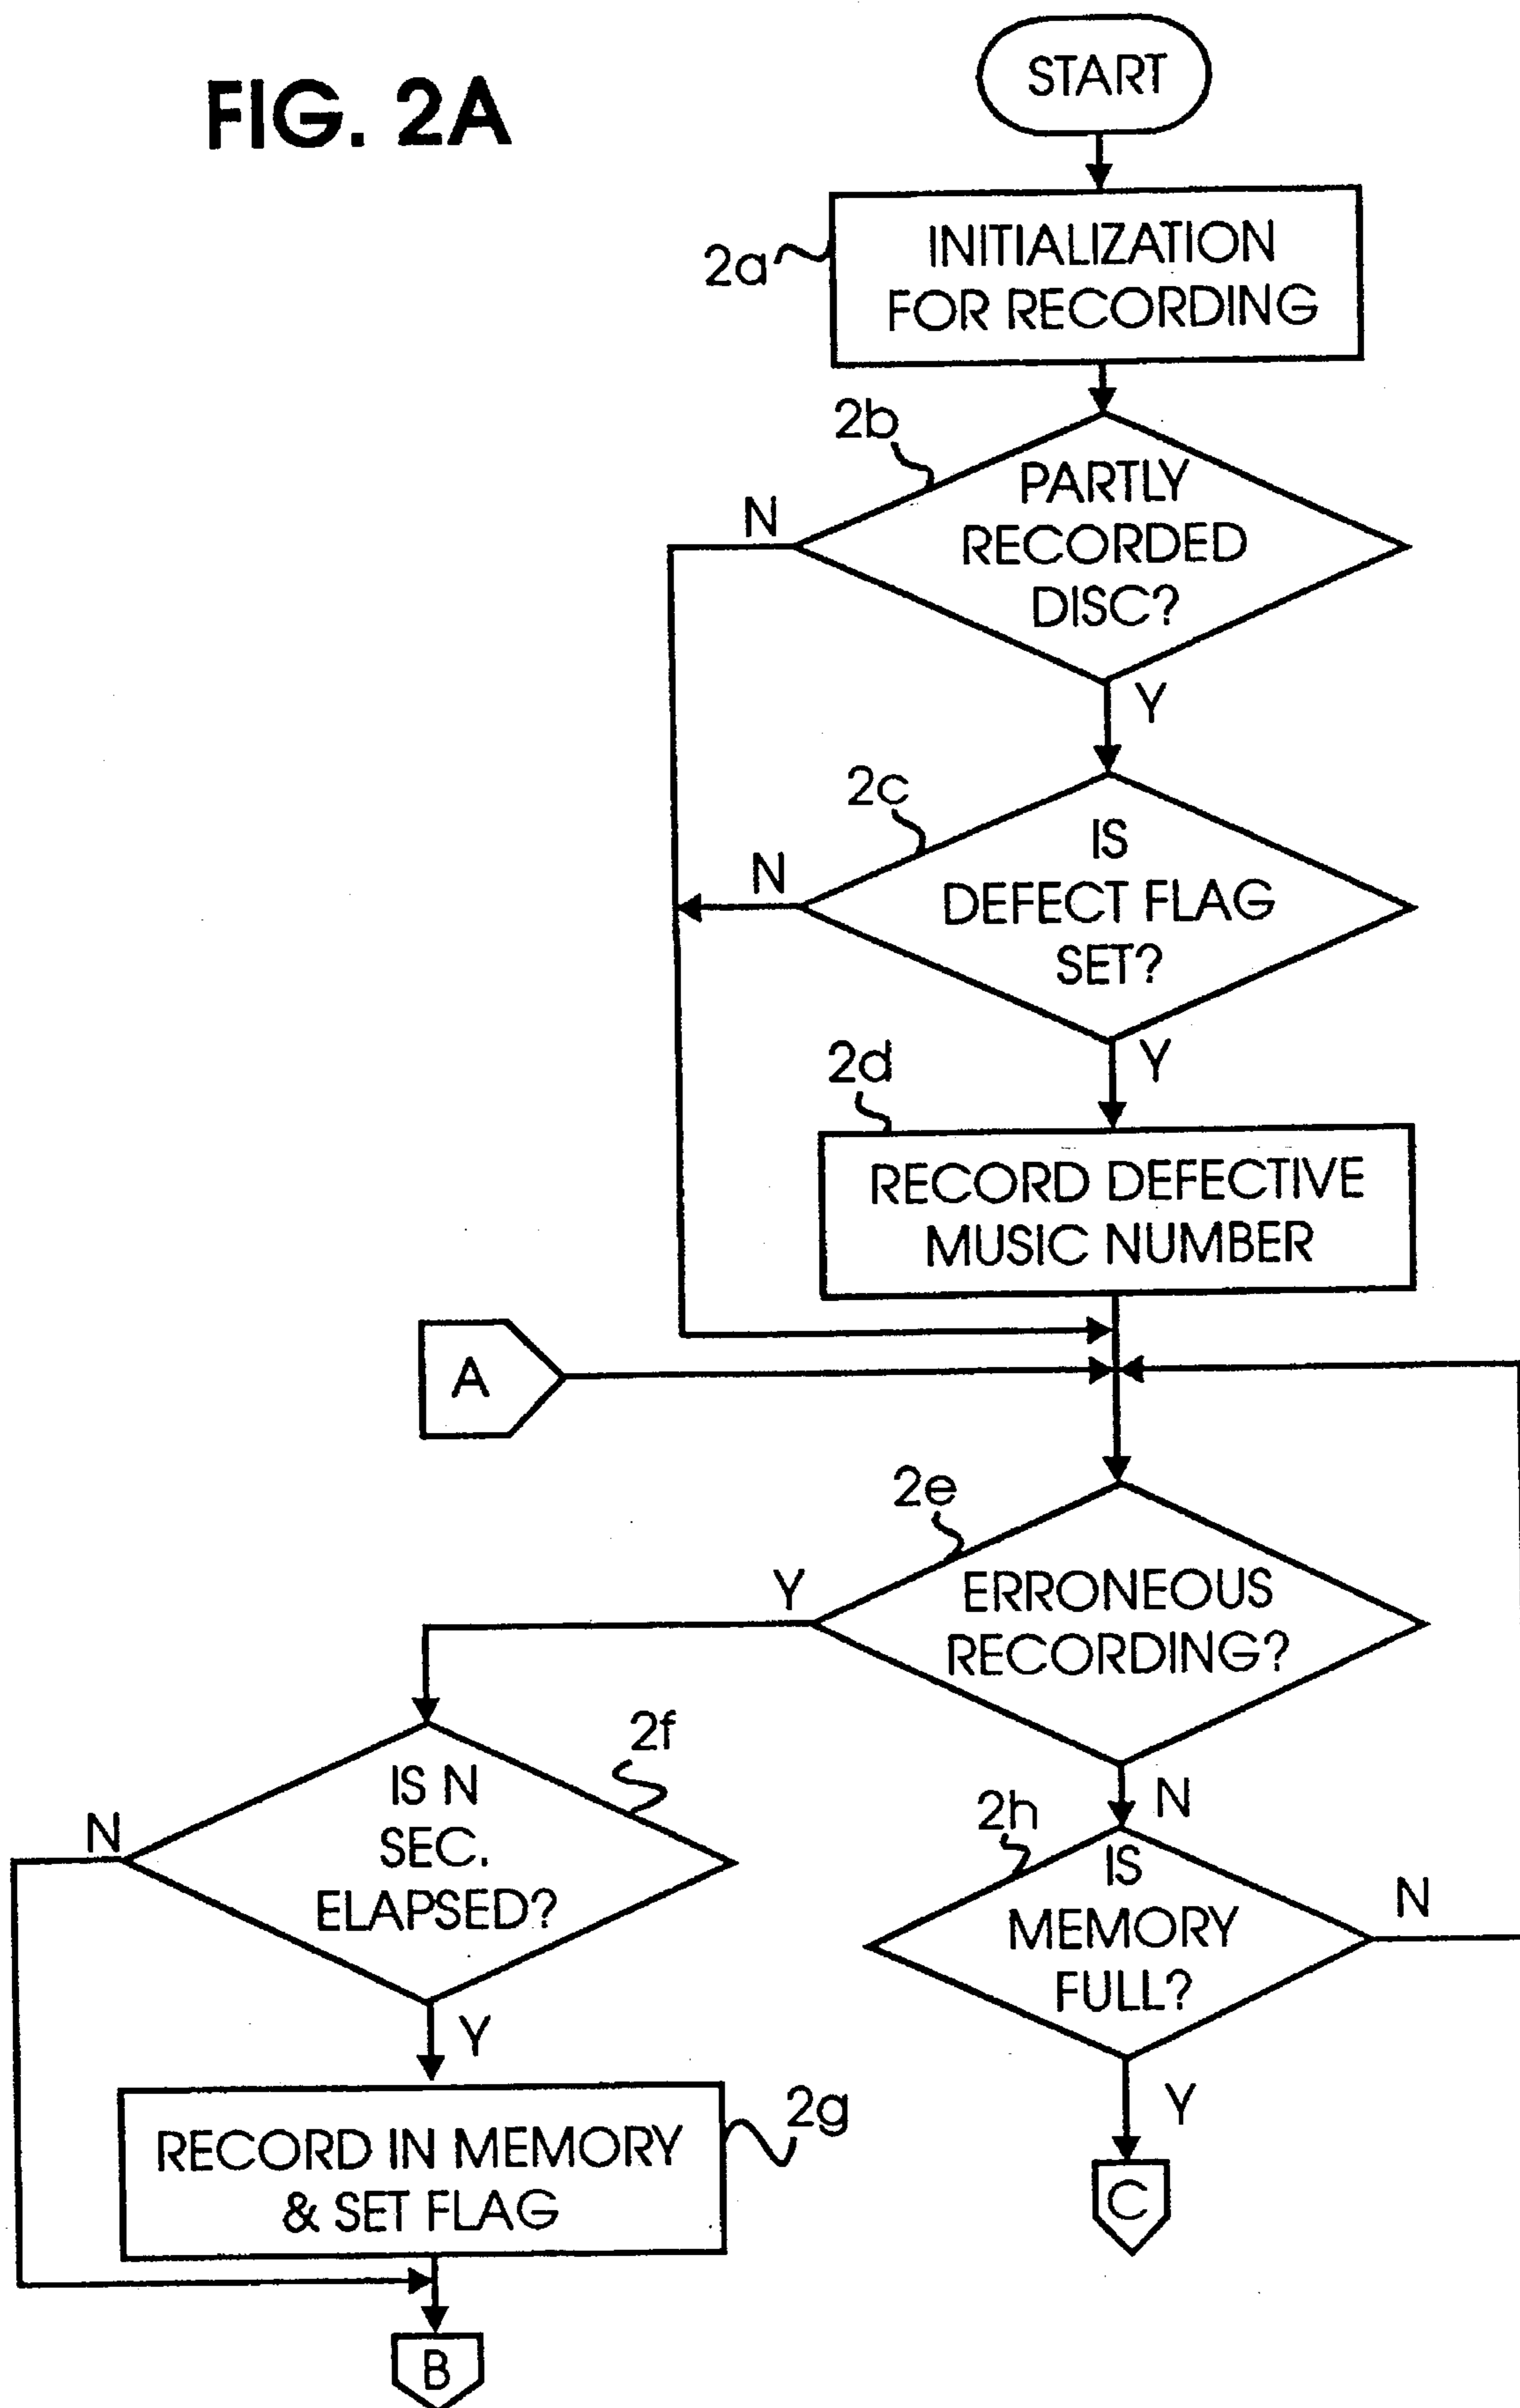 FIG. 2A
START
2a
INITIALIZATION
FOR RECORDING
2b
PARTLY
RECORDED
DISC?
N
Y
2c
IS
DEFECT FLAG
SET?
N
Y
2d
RECORD DEFECTIVE
MUSIC NUMBER
A
2e
ERRONEOUS
RECORDING?
Y
N
2f
IS N
SEC.
ELAPSED?
N
Y
2h
IS
MEMORY
FULL?
N
Y
2g
RECORD IN MEMORY
& SET FLAG
C
B